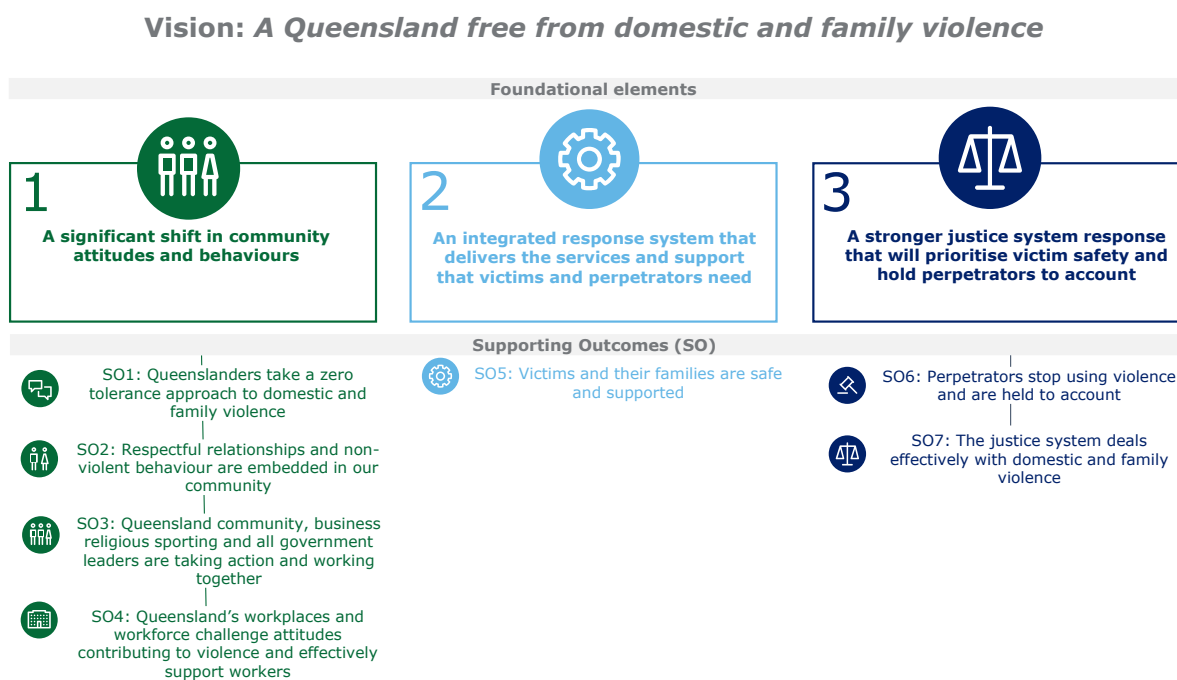 Vision: A Queensland free from domestic and family violence
Foundational elements
1
A significant shift in community
attitudes and behaviours
2
An integrated response system that
delivers the services and support
that victims and perpetrators need
3
A stronger justice system response
that will prioritise victim safety and
hold perpetrators to account
Supporting Outcomes (SO)
SO1: Queenslanders take a zero
tolerance approach to domestic and
family violence
SO2: Respectful relationships and non-
violent behaviour are embedded in our
community
SO3: Queensland community, business
religious sporting and all government
leaders are taking action and working
together
SO4: Queensland’s workplaces and
workforce challenge attitudes
contributing to violence and effectively
support workers
SO5: Victims and their families are safe
and supported
SO6: Perpetrators stop using violence
and are held to account
SO7: The justice system deals
effectively with domestic and family
violence